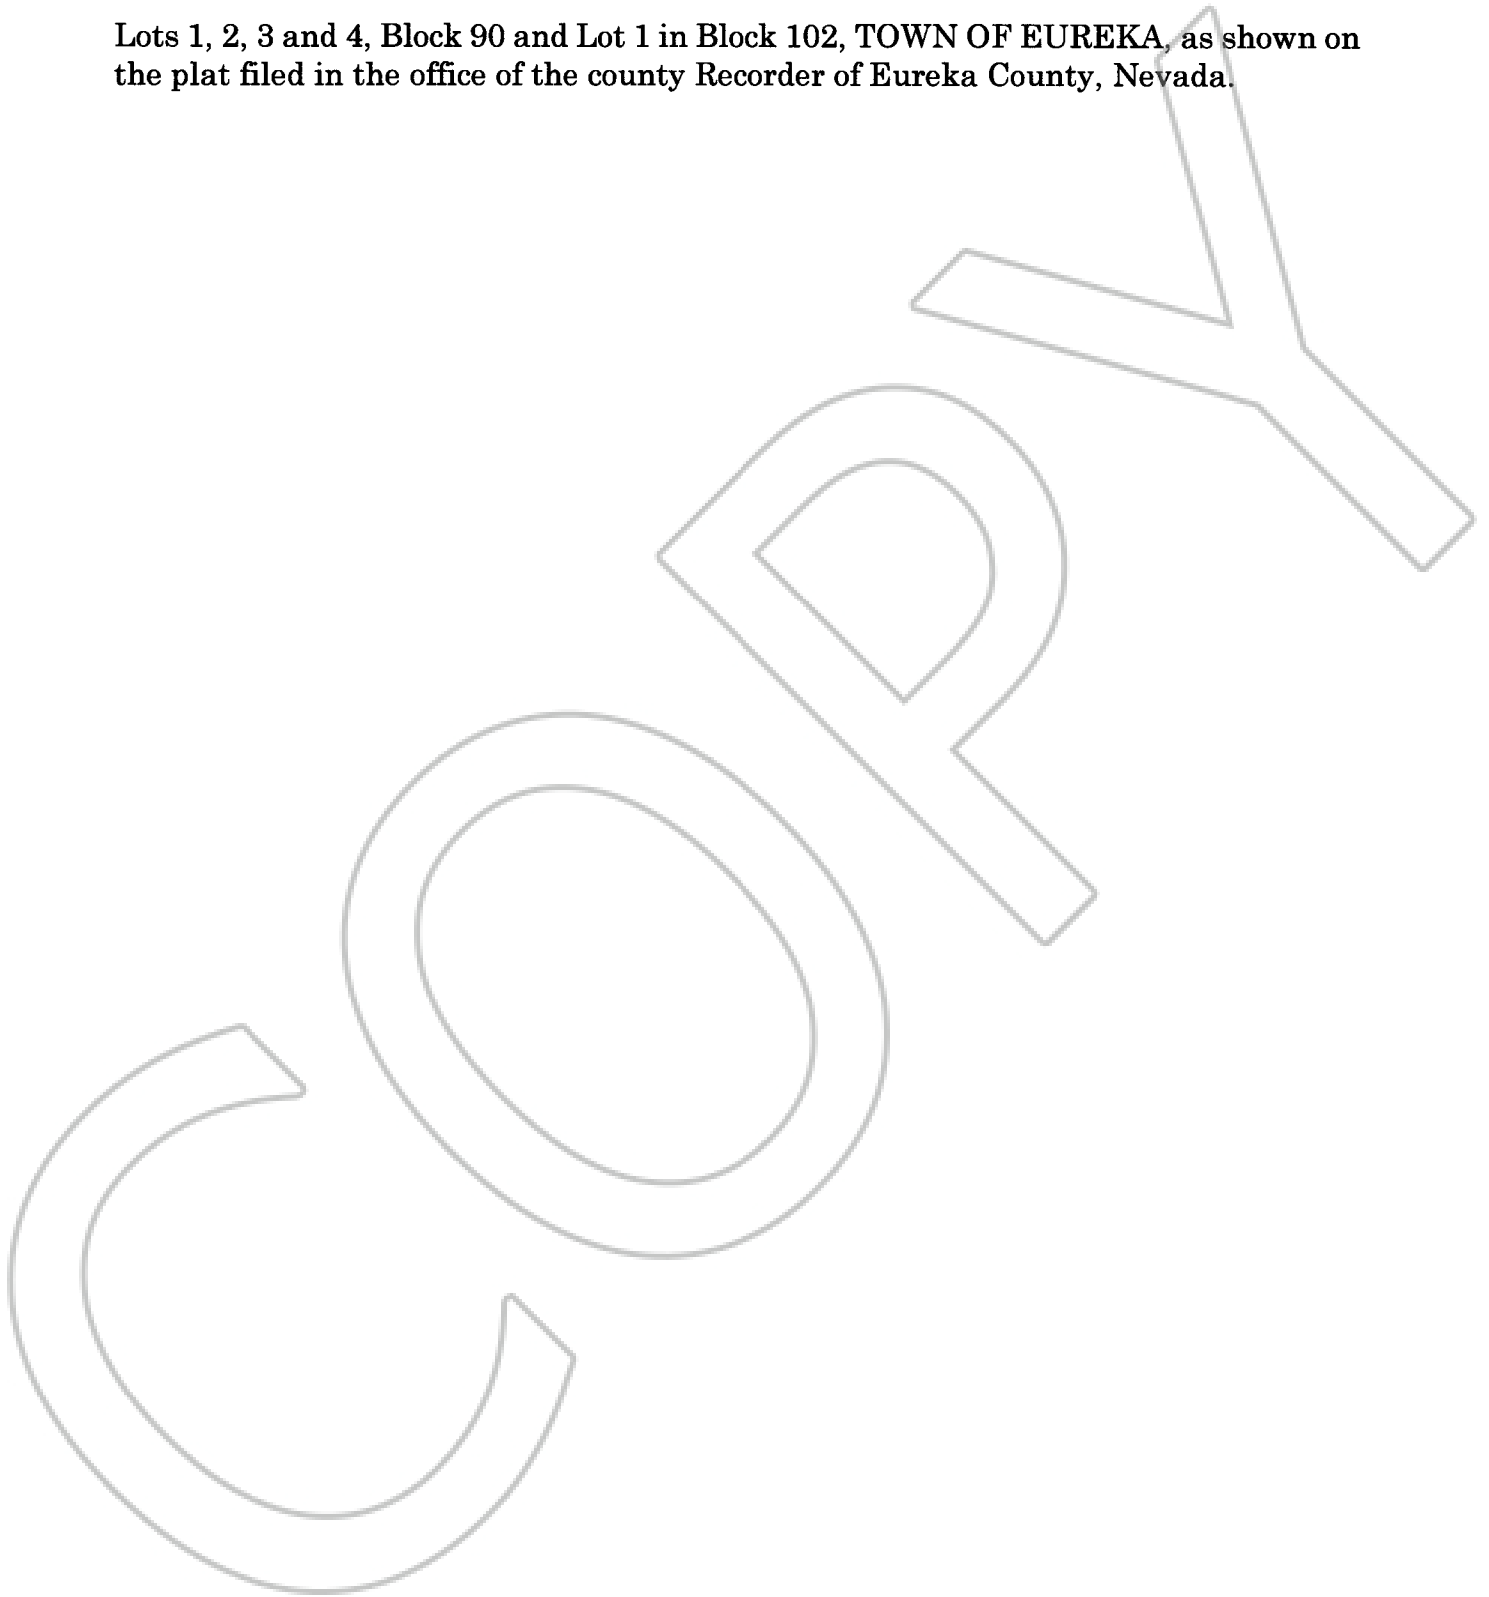 Lots 1, 2, 3 and 4, Block 90 and Lot 1 in Block 102, TOWN OF EUREKA, as shown on
the plat filed in the office of the county Recorder of Eureka County, Nevada.
COPY